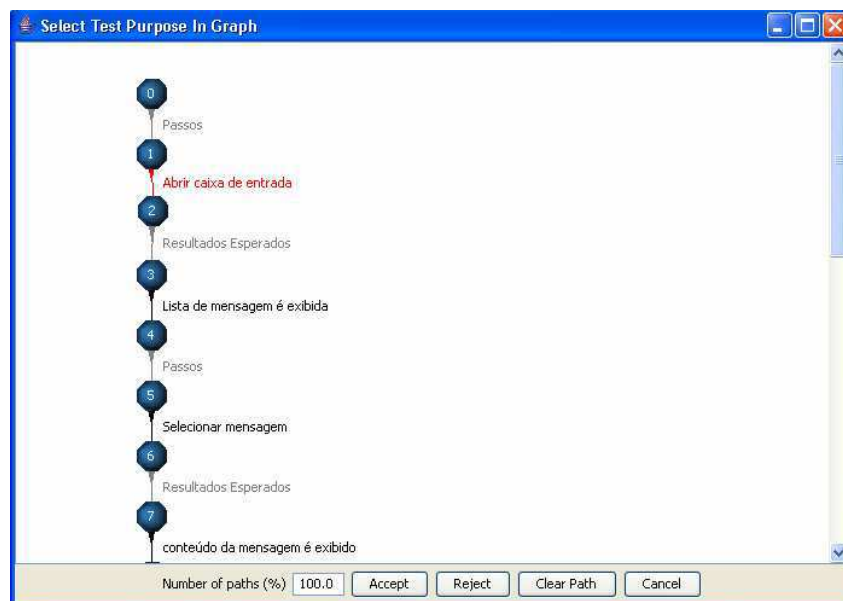 Select Test Purpose In Graph
0
Passos
1
Abrir caixa de entrada
2
Resultados Esperados
3
Lista de mensagem é exibida
4
Passos
5
Selecionar mensagem
6
Resultados Esperados
7
conteúdo da mensagem é exibido
Number of paths (%) 100.0 Accept Reject Clear Path Cancel